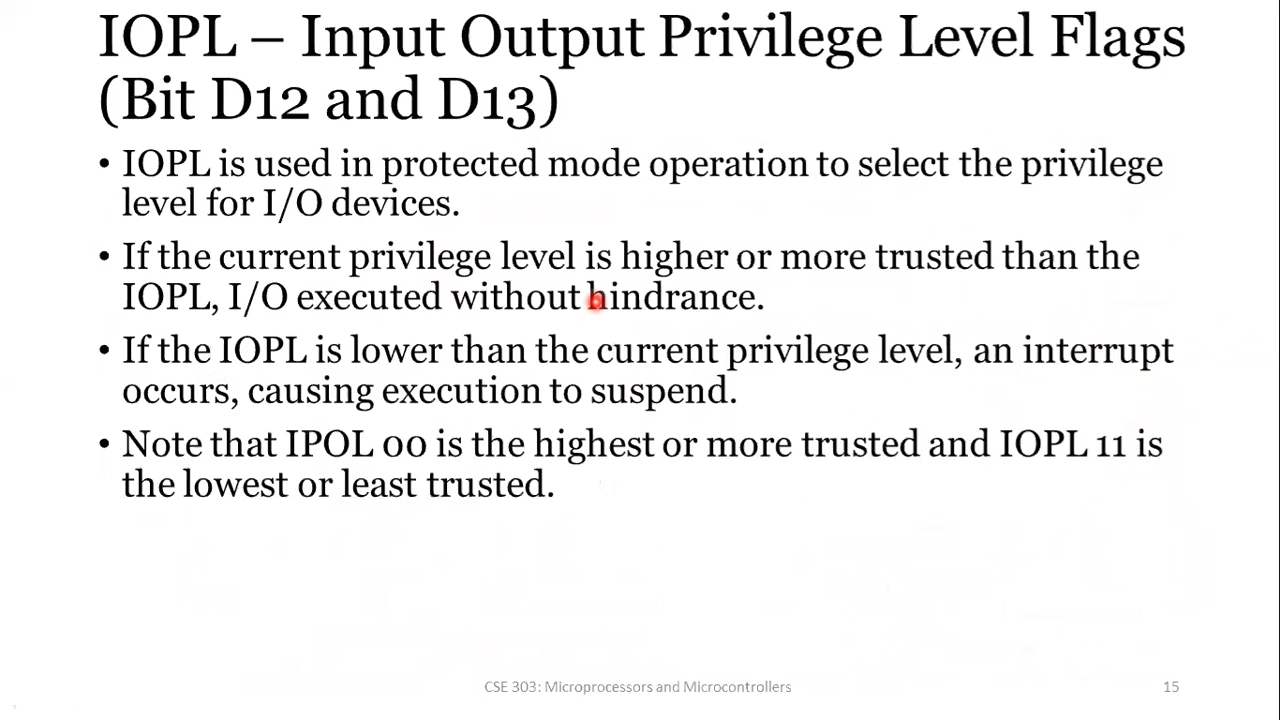 IOPL – Input Output Privilege Level Flags
(Bit D12 and D13)
• IOPL is used in protected mode operation to select the privilege
level for I/O devices.
• If the current privilege level is higher or more trusted than the
IOPL, I/O executed without hindrance.
• If the IOPL is lower than the current privilege level, an interrupt
occurs, causing execution to suspend.
• Note that IPOL 00 is the highest or more trusted and IOPL 11 is
the lowest or least trusted.
CSE 303: Microprocessors and Microcontrollers
15